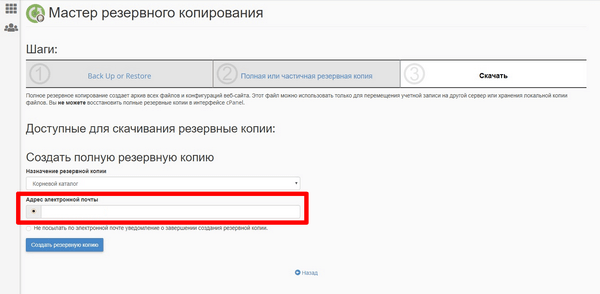 Мастер резервного копирования
Шаги:
1 Back Up or Restore 2 Полная или частичная резервная копия 3 Скачать
Полное резервное копирование создает архив всех файлов и конфигураций веб-сайта. Этот файл можно использовать только для перемещения учетной записи на другой сервер или хранения локальной копии
файлов. Вы не можете восстановить полные резервные копии в интерфейсе cPanel.
Доступные для скачивания резервные копии:
Создать полную резервную копию
Назначение резервной копии
Корневой каталог
Адрес электронной почты
Не посылать по электронной почте уведомление о завершении создания резервной копии.
Создать резервную копию
Назад